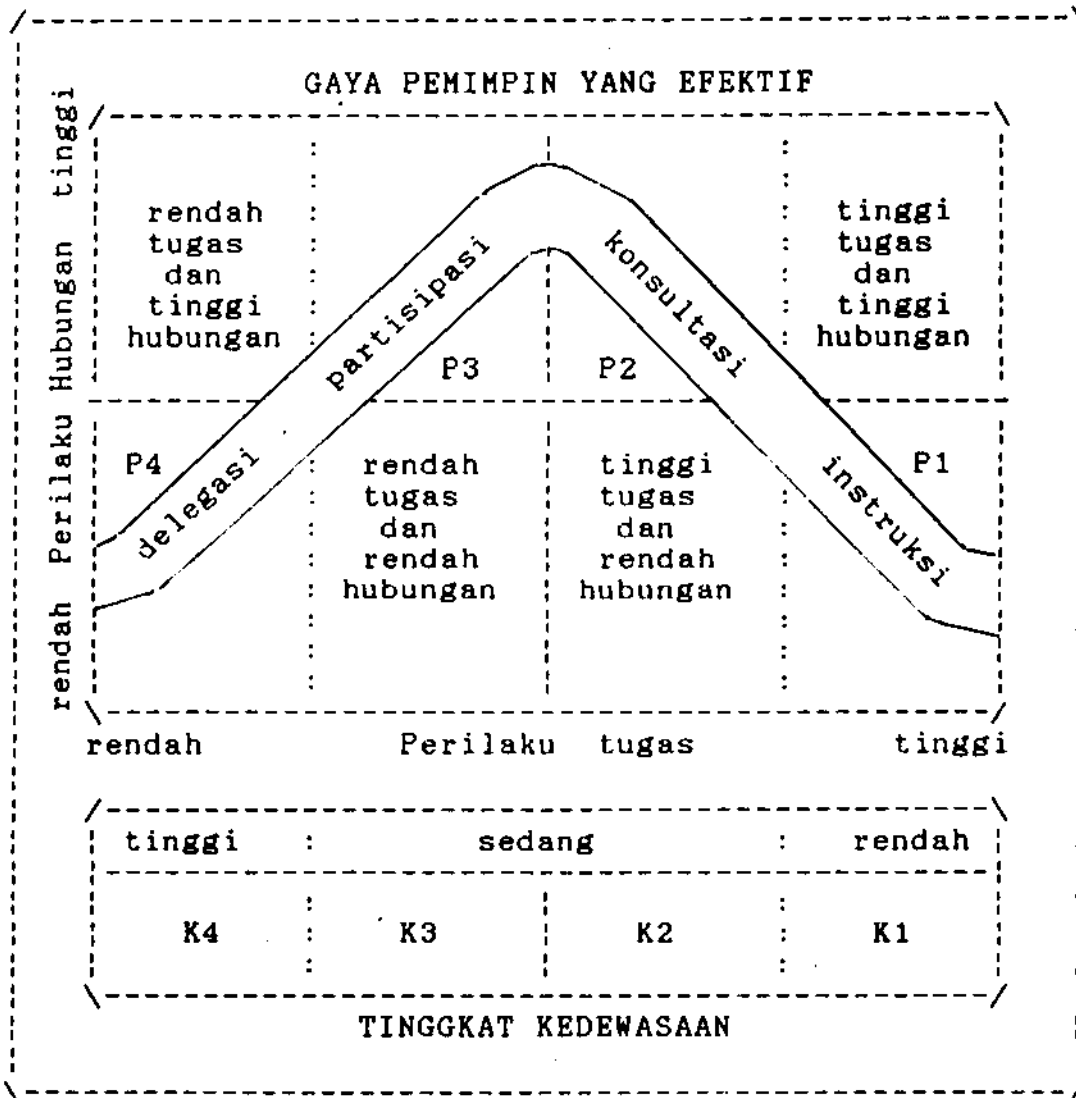 GAYA PEMIMPIN YANG EFEKTIF
rendah Perilaku Hubungan tinggi
rendah
tugas
dan
tinggi
hubungan
partisipasi
P3
konsultasi
P2
tinggi
tugas
dan
tinggi
hubungan
P4
delegasi
rendah
tugas
dan
rendah
hubungan
tinggi
tugas
dan
rendah
hubungan
instruksi
P1
rendah Perilaku tugas tinggi
tinggi : sedang : rendah
K4 K3 K2 K1
TINGGKAT KEDEWASAAN